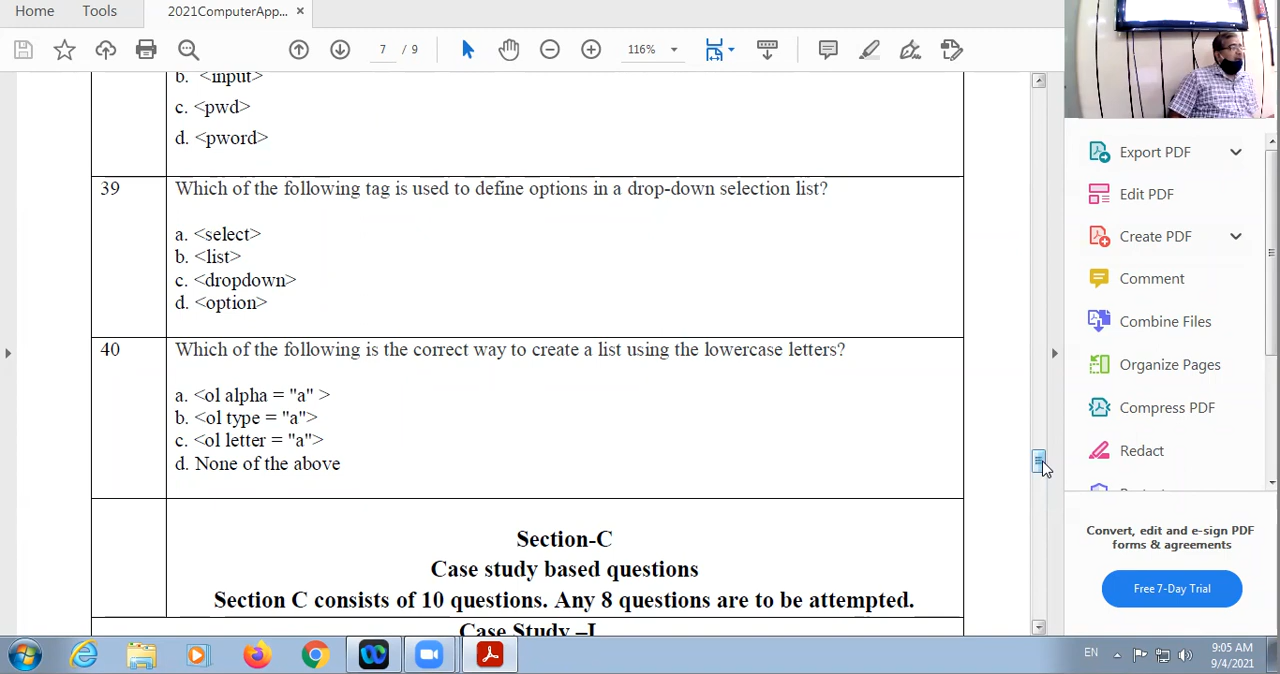 Home
Tools
2021ComputerApp... ×
7 / 9
116%
b. <input>
c. <pwd>
d. <pword>
39
Which of the following tag is used to define options in a drop-down selection list?
a. <select>
b. <list>
c. <dropdown>
d. <option>
40
Which of the following is the correct way to create a list using the lowercase letters?
a. <ol alpha = "a" >
b. <ol type = "a">
c. <ol letter = "a">
d. None of the above
Section-C
Case study based questions
Section C consists of 10 questions. Any 8 questions are to be attempted.
Case Study –I
Export PDF
Edit PDF
Create PDF
Comment
Combine Files
Organize Pages
Compress PDF
Redact
Convert, edit and e-sign PDF
forms & agreements
Free 7-Day Trial
EN
9:05 AM
9/4/2021